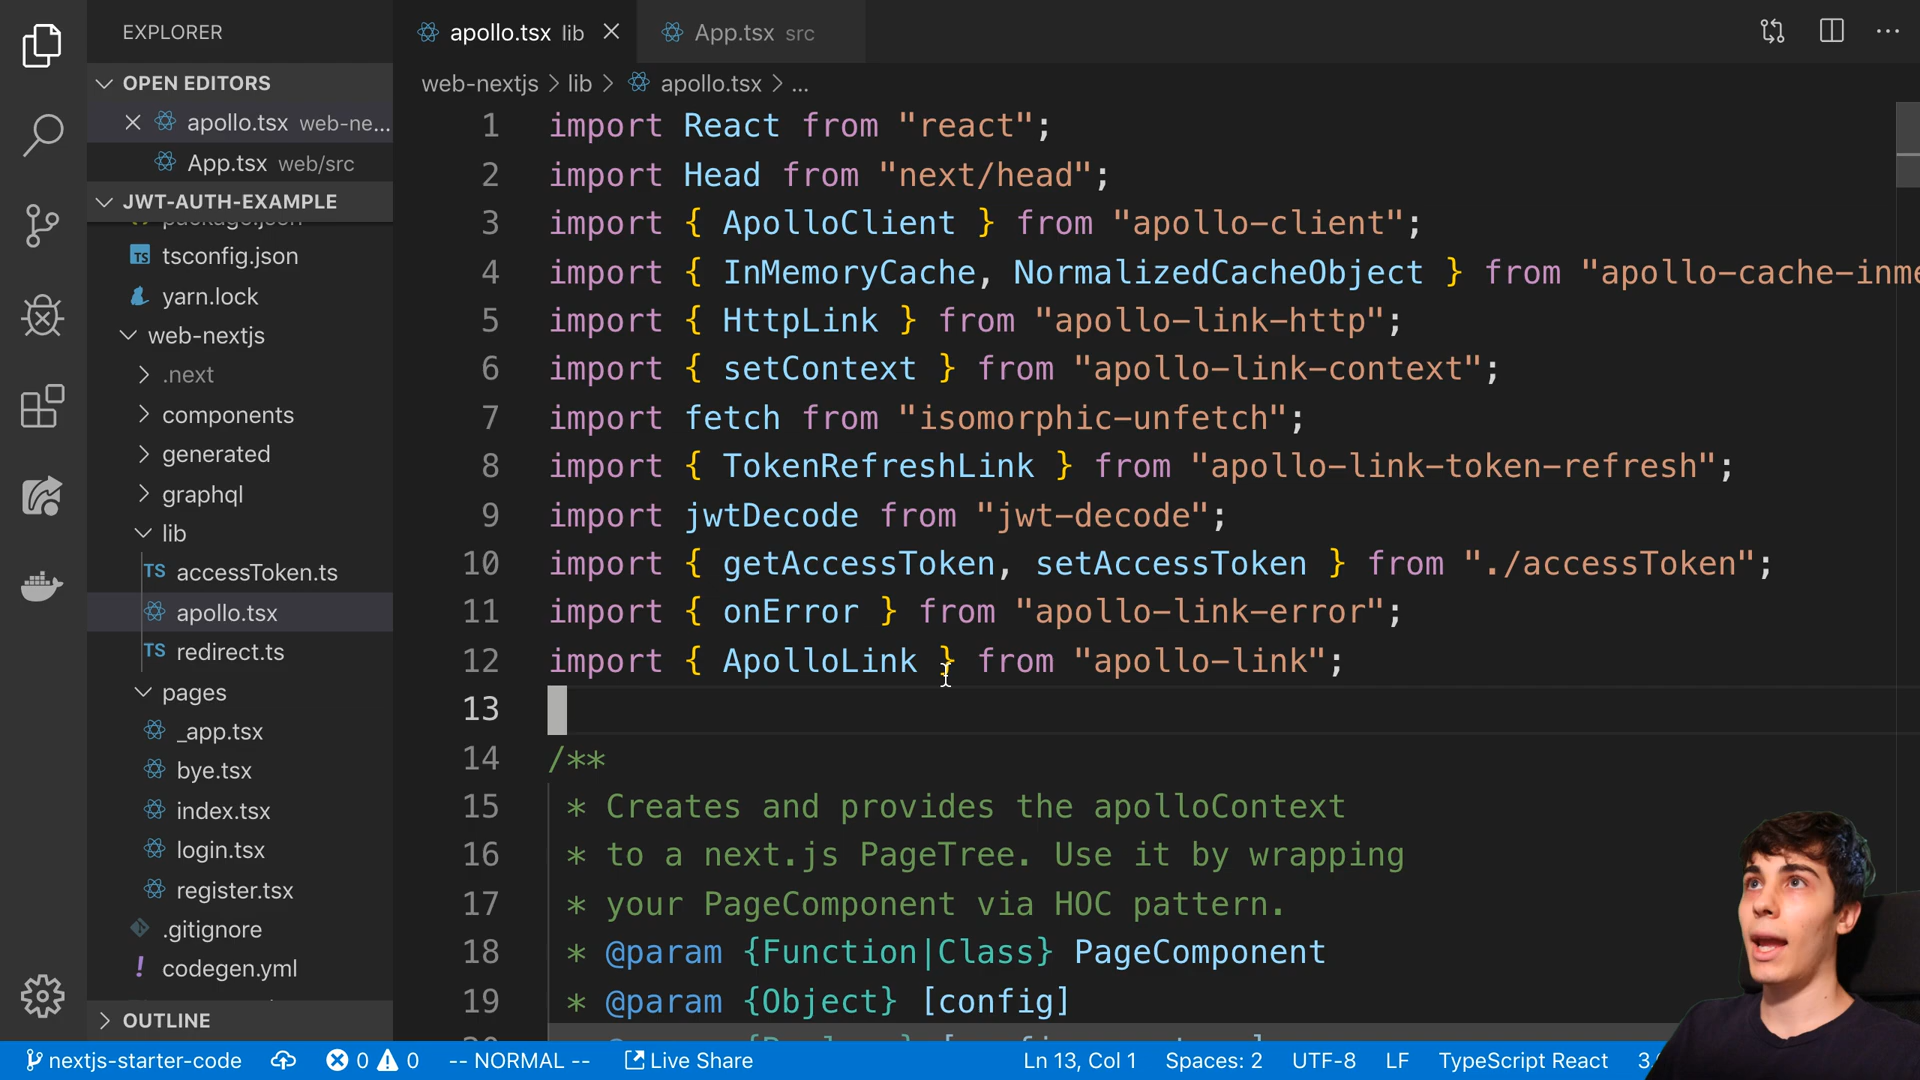 EXPLORER
OPEN EDITORS
apollo.tsx web-ne...
App.tsx web/src
JWT-AUTH-EXAMPLE
package.json
TS tsconfig.json
yarn.lock
web-nextjs
.next
components
generated
graphql
lib
TS accessToken.ts
apollo.tsx
TS redirect.ts
pages
_app.tsx
bye.tsx
index.tsx
login.tsx
register.tsx
.gitignore
! codegen.yml
OUTLINE
apollo.tsx lib
App.tsx src
web-nextjs > lib > apollo.tsx > ...
1 import React from "react";
2 import Head from "next/head";
3 import { ApolloClient } from "apollo-client";
4 import { InMemoryCache, NormalizedCacheObject } from "apollo-cache-inme
5 import { HttpLink } from "apollo-link-http";
6 import { setContext } from "apollo-link-context";
7 import fetch from "isomorphic-unfetch";
8 import { TokenRefreshLink } from "apollo-link-token-refresh";
9 import jwtDecode from "jwt-decode";
10 import { getAccessToken, setAccessToken } from "./accessToken";
11 import { onError } from "apollo-link-error";
12 import { ApolloLink } from "apollo-link";
13
14 /**
15 * Creates and provides the apolloContext
16 * to a next.js PageTree. Use it by wrapping
17 * your PageComponent via HOC pattern.
18 * @param {Function|Class} PageComponent
19 * @param {Object} [config]
nextjs-starter-code 0 0 -- NORMAL -- Live Share Ln 13, Col 1 Spaces: 2 UTF-8 LF TypeScript React